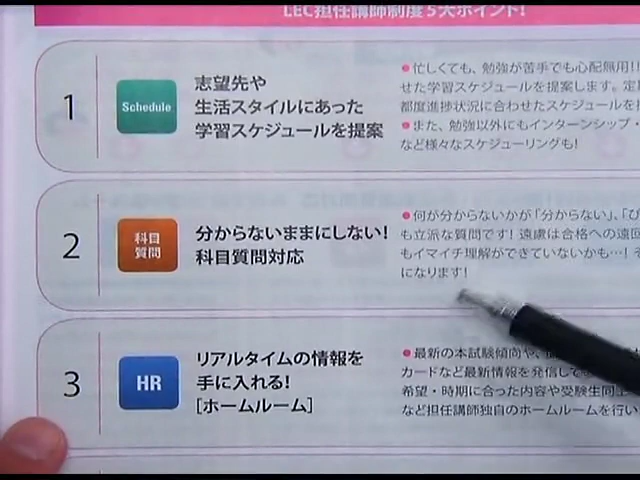 LEC担任講師制度 5大ポイント!
1
Schedule
志望先や
生活スタイルにあった
学習スケジュールを提案
●忙しくても、勉強が苦手でも心配無用!!
せた学習スケジュールを提案します。定
都度進捗状況に合わせたスケジュールを
●また、勉強以外にもインターンシップ・
など様々なスケジューリングも!
2
科目
質問
分からないままにしない!
科目質問対応
●何が分からないかが「分からない」、「び
も立派な質問です! 遠慮は合格への遠回
もイマイチ理解ができていないかも…! そ
になります!
3
HR
リアルタイムの情報を
手に入れる!
[ホームルーム]
●最新の本試験傾向や、
カードなど最新情報を発信して
希望・時期に合った内容や受験生同士
など担任講師独自のホームルームを行い